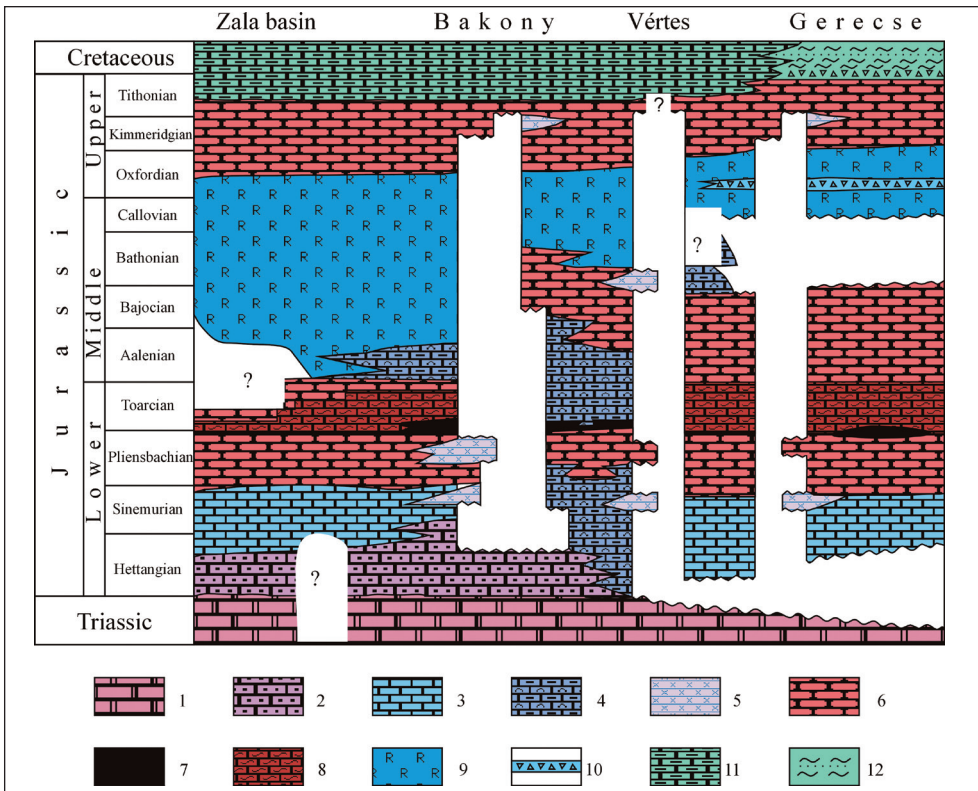 Zala basin B a k o n y Vértes G e r e c s e
Cretaceous
J u r a s s i c
Upper
Tithonian
?
Kimmeridgian
Oxfordian
Middle
Callovian
Bathonian
?
Bajocian
Aalenian
?
Lower
Toarcian
Pliensbachian
Sinemurian
Hettangian
?
Triassic
1 2 3 4 5 6
7 8 9 10 11 12